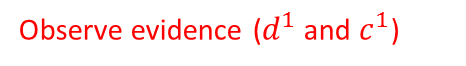 Observe evidence (d¹ and c¹)